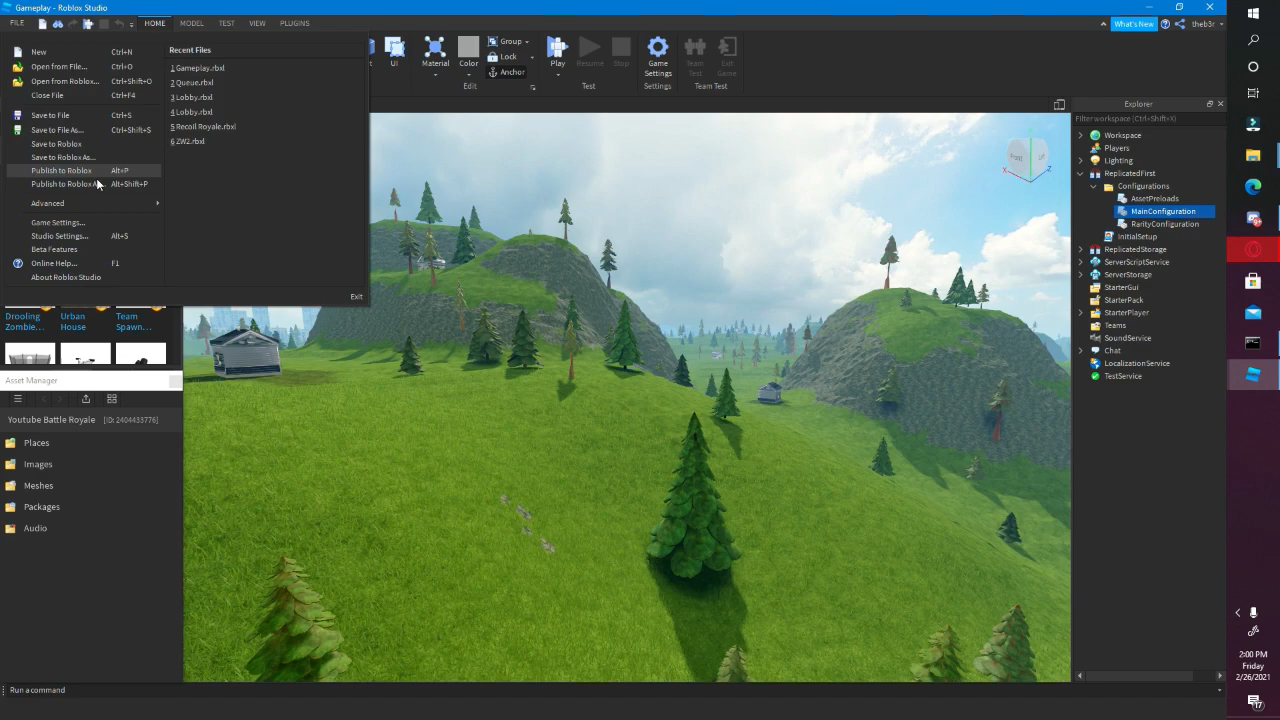 Gameplay - Roblox Studio
FILE HOME MODEL TEST VIEW PLUGINS
What's New theb3r
New Ctrl+N
Open from File... Ctrl+O
Open from Roblox... Ctrl+Shift+O
Close File Ctrl+F4
Save to File Ctrl+S
Save to File As... Ctrl+Shift+S
Save to Roblox
Save to Roblox As...
Publish to Roblox Alt+P
Publish to Roblox A Alt+Shift+P
Advanced
Game Settings...
Studio Settings... Alt+S
Beta Features
Online Help... F1
About Roblox Studio
Recent Files
1 Gameplay.rbxl
2 Queue.rbxl
3 Lobby.rbxl
4 Lobby.rbxl
5 Recoil Royale.rbxl
6 ZW2.rbxl
Exit
UI
Material
Color
Group
Lock
Anchor
Edit
Play
Resume
Stop
Test
Game
Settings
Settings
Team
Test
Exit
Game
Team Test
Explorer
Filter workspace (Ctrl+Shift+X)
Workspace
Players
Lighting
ReplicatedFirst
Configurations
AssetPreloads
MainConfiguration
RarityConfiguration
InitialSetup
ReplicatedStorage
ServerScriptService
ServerStorage
StarterGui
StarterPack
StarterPlayer
Teams
SoundService
Chat
LocalizationService
TestService
X
Z
Drooling
Zombie...
Urban
House
Team
Spawn...
Asset Manager
Youtube Battle Royale [ID: 2404433776]
Places
Images
Meshes
Packages
Audio
Run a command
2:00 PM
Friday
2/26/2021
17